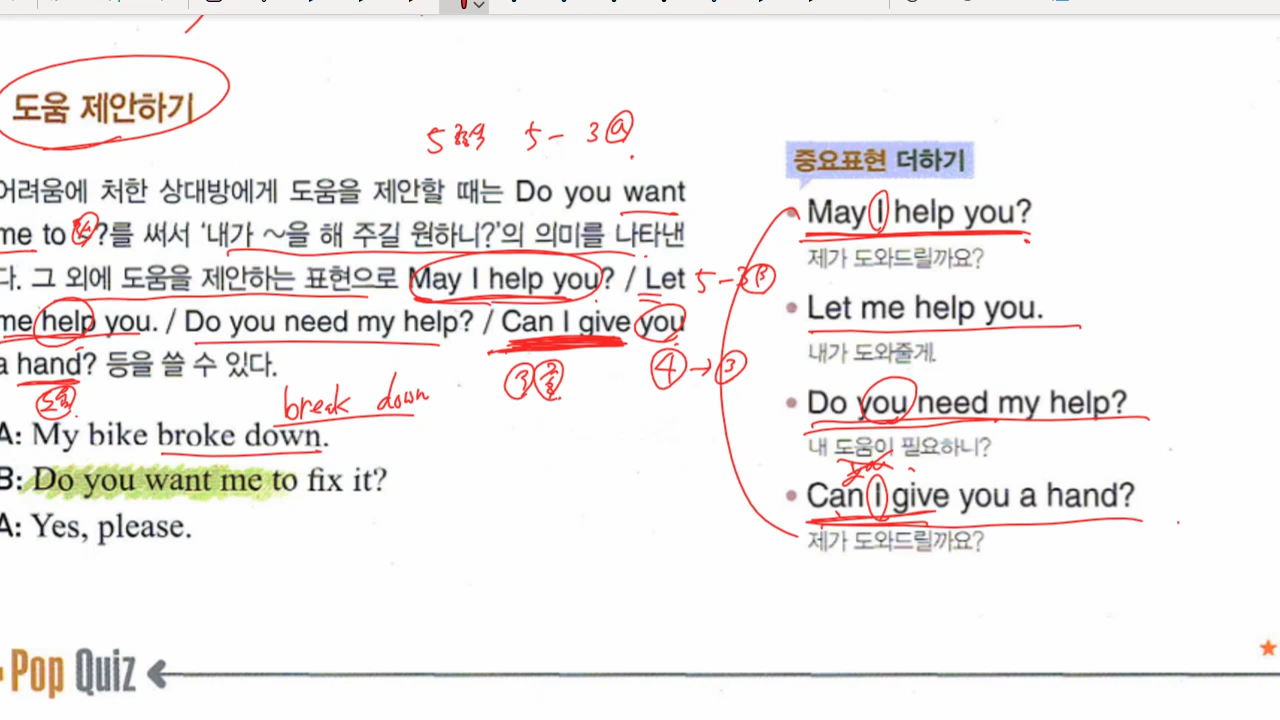 도움 제안하기
5형식 5- 3ⓐ
어려움에 처한 상대방에게 도움을 제안할 때는 Do you want
me to ?를 써서 '내가 ~을 해 주길 원하니?'의 의미를 나타낸
다. 그 외에 도움을 제안하는 표현으로 May I help you? / Let
5-3ⓑ
me help you. / Do you need my help? / Can I give you
a hand? 등을 쓸 수 있다.
도움
③
④→③
break down
A: My bike broke down.
B: Do you want me to fix it?
A: Yes, please.
중요표현 더하기
May I help you?
제가 도와드릴까요?
Let me help you.
내가 도와줄게.
Do you need my help?
내 도움이 필요하니?
Can I give you a hand?
제가 도와드릴까요?
Pop Quiz